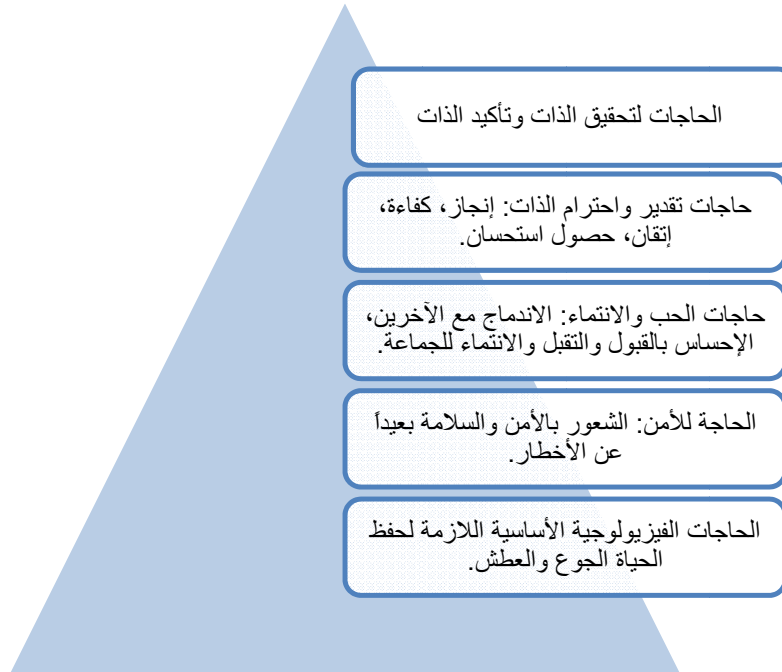 الحاجات لتحقيق الذات وتأكيد الذات
حاجات تقدير واحترام الذات: إنجاز، كفاءة،
إتقان، حصول استحسان.
حاجات الحب والانتماء: الاندماج مع الآخرين،
الإحساس بالقبول والتقبل والانتماء للجماعة.
الحاجة للأمن: الشعور بالأمن والسلامة بعيداً
عن الأخطار.
الحاجات الفيزيولوجية الأساسية اللازمة لحفظ
الحياة الجوع والعطش.